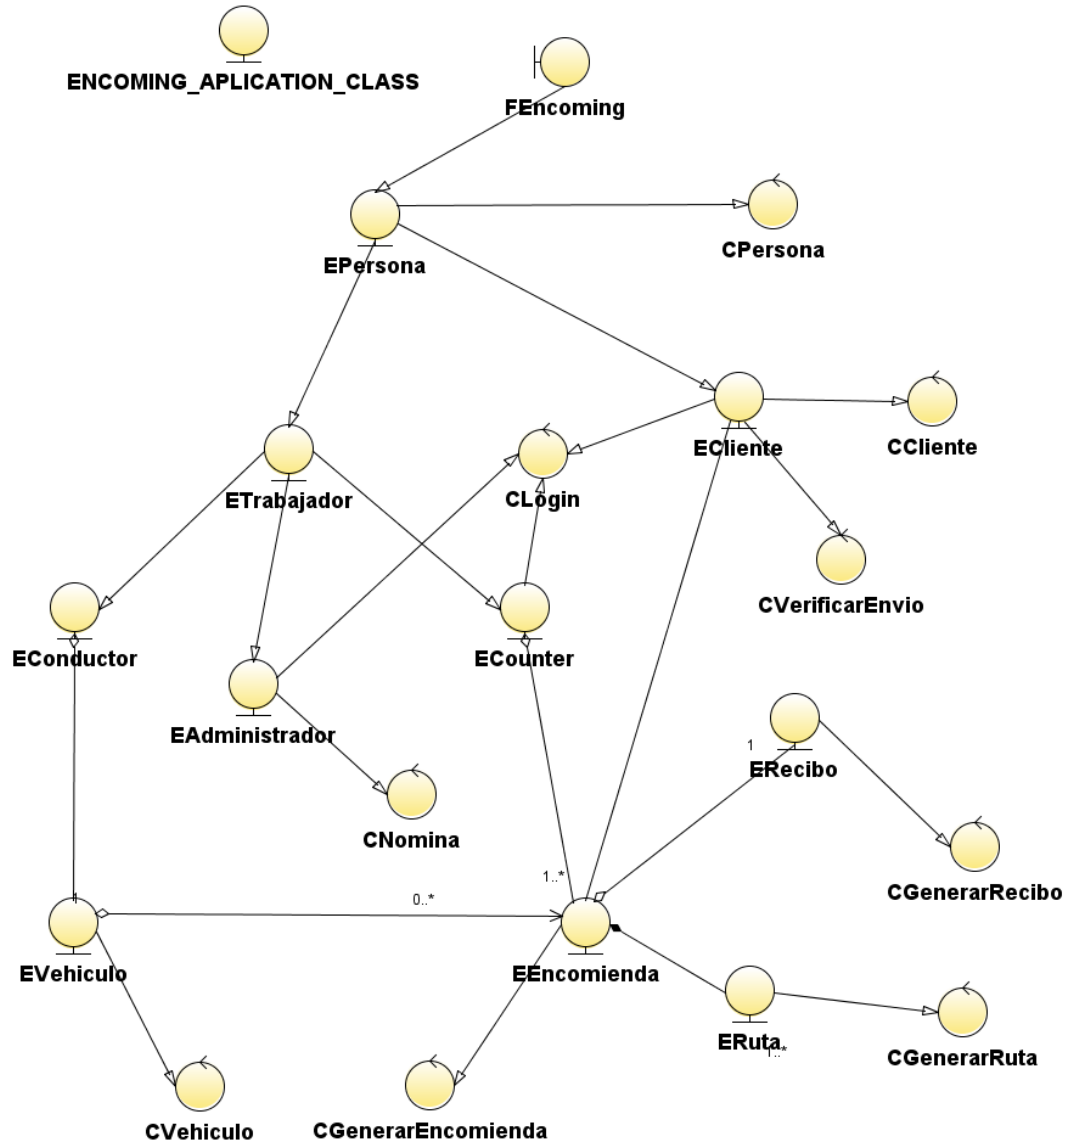 ENCOMING_APLICATION_CLASS
FEncoming
CPersona
EPersona
ECliente
CCliente
ETrabajador
CLogin
CVerificarEnvio
EConductor
ECounter
EAdministrador
1
ERecibo
CNomina
1..*
CGenerarRecibo
0..*
EVehiculo
EEncomienda
ERuta
1..*
CGenerarRuta
CVehiculo
CGenerarEncomienda